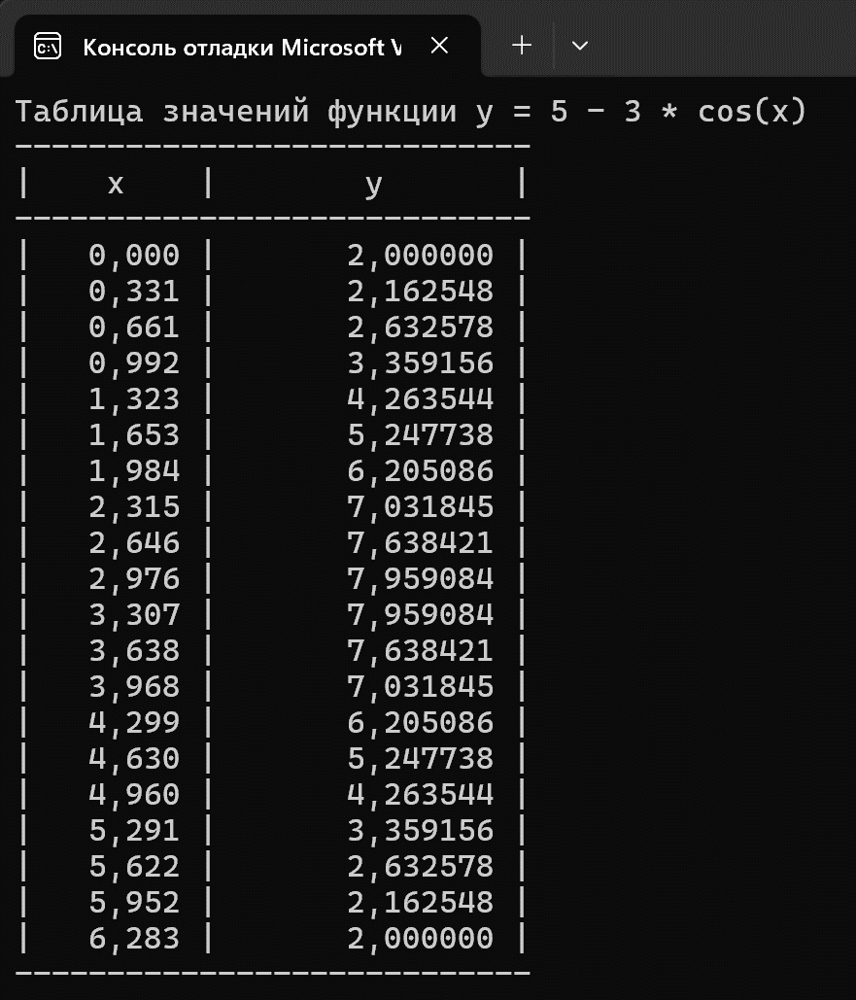 Консоль отладки Microsoft V
Таблица значений функции y = 5 - 3 * cos(x)
----------------------------
|    x    |        y       |
----------------------------
|   0,000 |       2,000000 |
|   0,331 |       2,162548 |
|   0,661 |       2,632578 |
|   0,992 |       3,359156 |
|   1,323 |       4,263544 |
|   1,653 |       5,247738 |
|   1,984 |       6,205086 |
|   2,315 |       7,031845 |
|   2,646 |       7,638421 |
|   2,976 |       7,959084 |
|   3,307 |       7,959084 |
|   3,638 |       7,638421 |
|   3,968 |       7,031845 |
|   4,299 |       6,205086 |
|   4,630 |       5,247738 |
|   4,960 |       4,263544 |
|   5,291 |       3,359156 |
|   5,622 |       2,632578 |
|   5,952 |       2,162548 |
|   6,283 |       2,000000 |
----------------------------